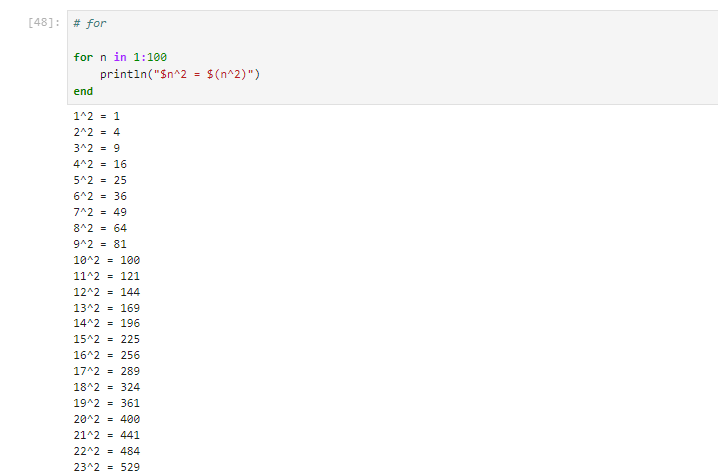 [48]: # for
for n in 1:100
println("$n^2 = $(n^2)")
end
1^2 = 1
2^2 = 4
3^2 = 9
4^2 = 16
5^2 = 25
6^2 = 36
7^2 = 49
8^2 = 64
9^2 = 81
10^2 = 100
11^2 = 121
12^2 = 144
13^2 = 169
14^2 = 196
15^2 = 225
16^2 = 256
17^2 = 289
18^2 = 324
19^2 = 361
20^2 = 400
21^2 = 441
22^2 = 484
23^2 = 529